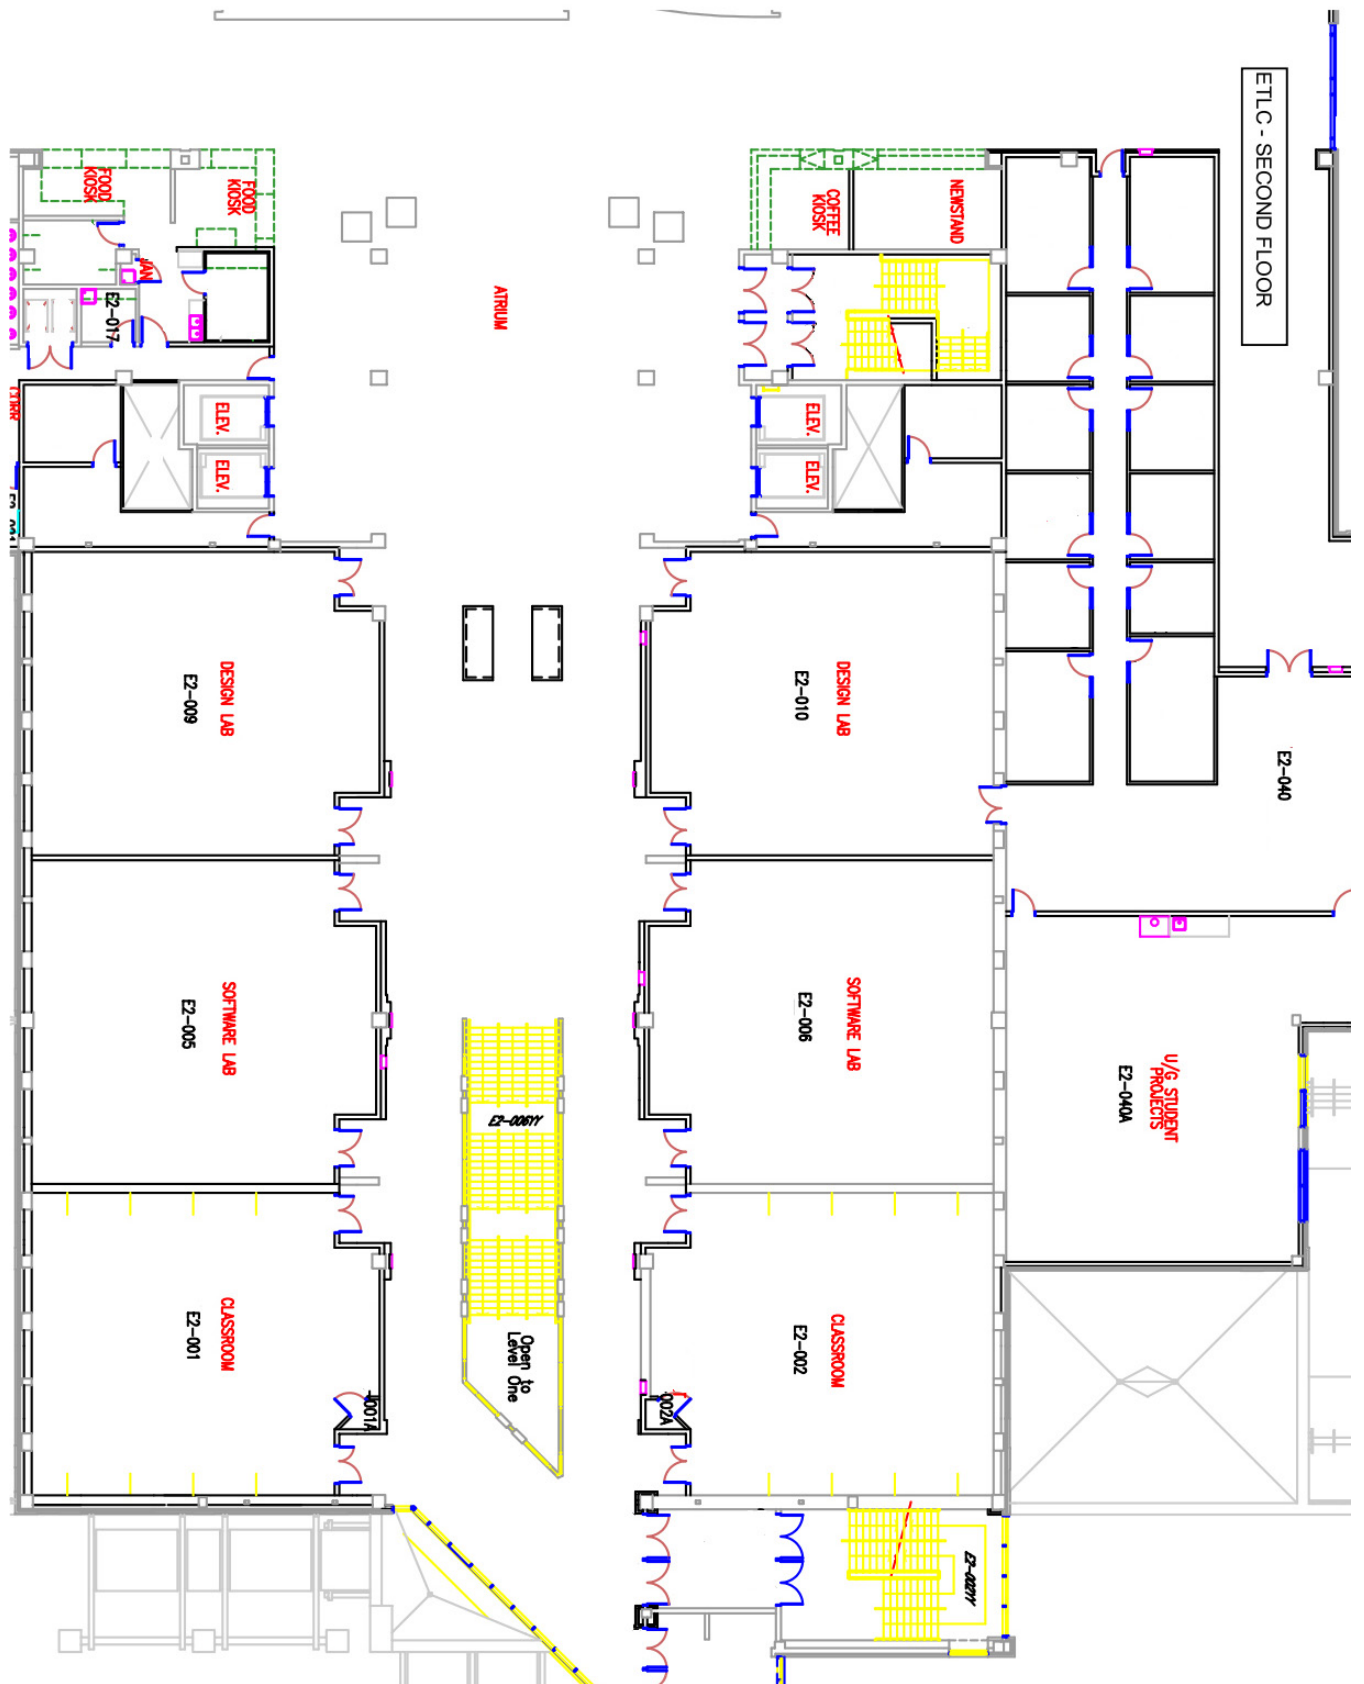 ETLC - SECOND FLOOR
FOOD
KIOSK
FOOD
KIOSK
COFFEE
KIOSK
NEWSTAND
JAN
E2-017
ATRIUM
CORR
ELEV.
ELEV.
ELEV.
ELEV.
DESIGN LAB
E2-009
DESIGN LAB
E2-010
E2-040
SOFTWARE LAB
E2-005
SOFTWARE LAB
E2-006
U/G STUDENT
PROJECTS
E2-040A
E2-006YY
CLASSROOM
E2-001
Open to
Level One
CLASSROOM
E2-002
001A
002A
E2-002YY